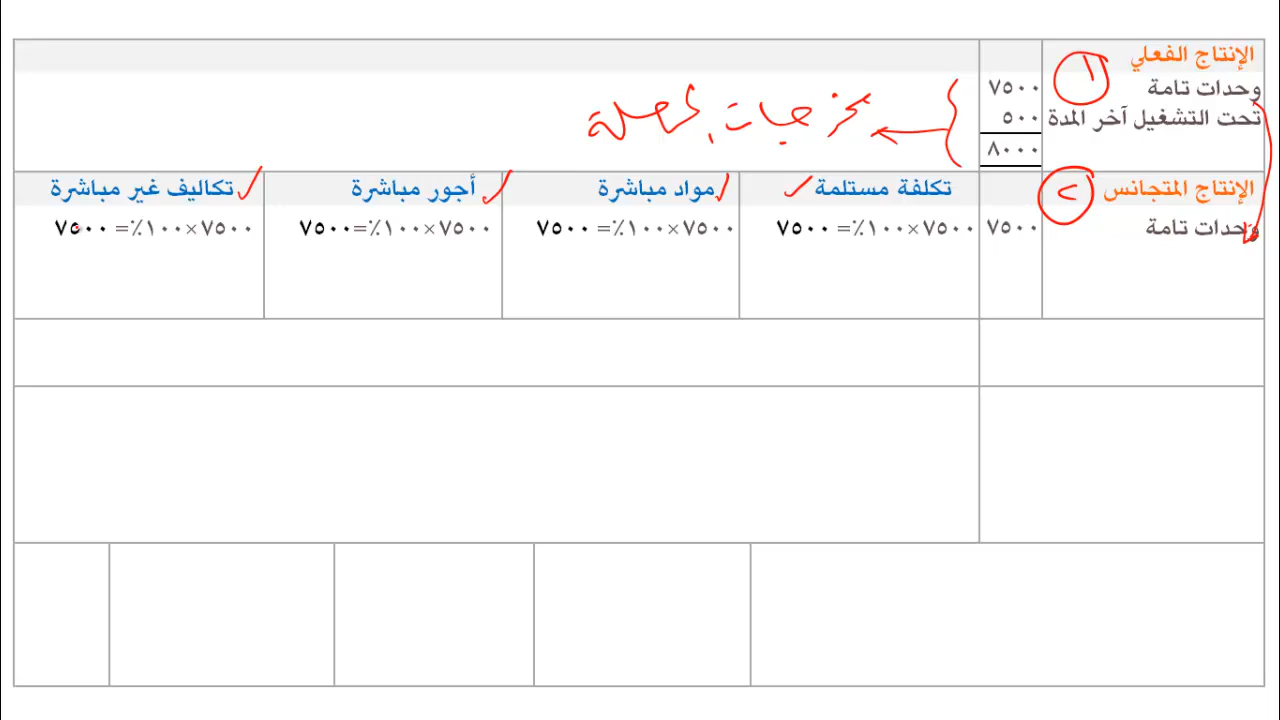 الإنتاج الفعلي
١
وحدات تامة ٧٥٠٠
تحت التشغيل آخر المدة ٥٠٠
٨٠٠٠
مخرجات المرحلة
الإنتاج المتجانس ٢ تكلفة مستلمة مواد مباشرة أجور مباشرة تكاليف غير مباشرة
وحدات تامة ٧٥٠٠ ٧٥٠٠×١٠٠٪= ٧٥٠٠ ٧٥٠٠×١٠٠٪= ٧٥٠٠ ٧٥٠٠×١٠٠٪=٧٥٠٠ ٧٥٠٠×١٠٠٪= ٧٥٠٠